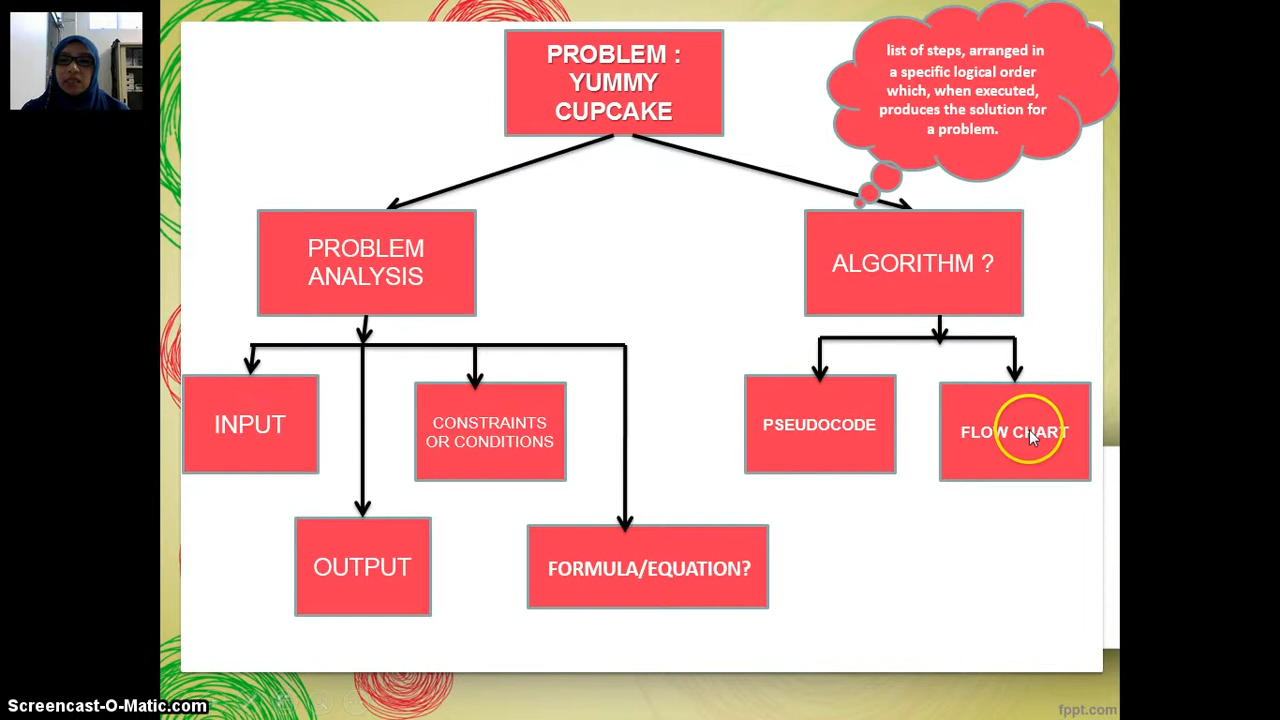 PROBLEM :
YUMMY
CUPCAKE
list of steps, arranged in
a specific logical order
which, when executed,
produces the solution for
a problem.
PROBLEM
ANALYSIS
ALGORITHM ?
INPUT
CONSTRAINTS
OR CONDITIONS
PSEUDOCODE
FLOW CHART
OUTPUT
FORMULA/EQUATION?
Screencast-O-Matic.com
fppt.com